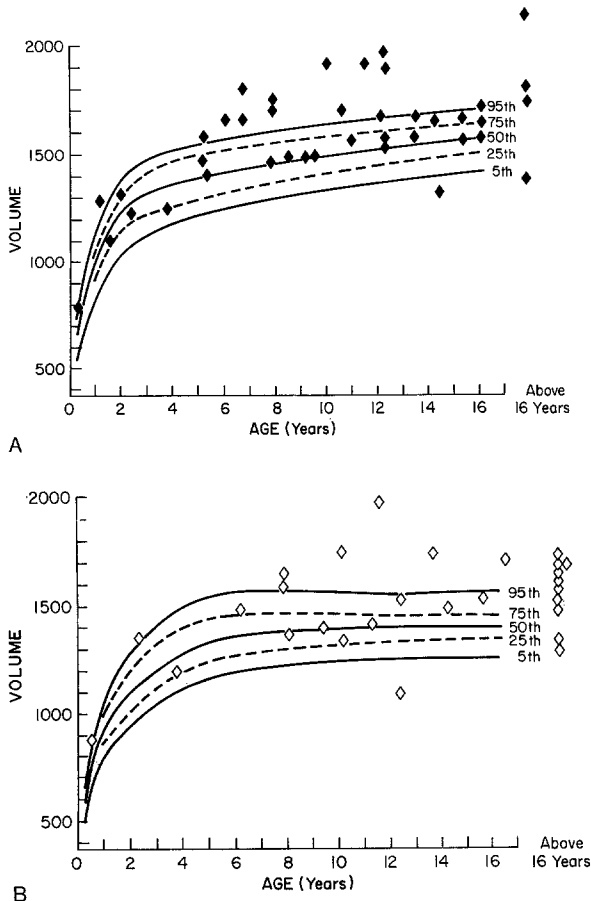 2000
95th
75th
1500
50th
25th
5th
VOLUME
1000
500
0 2 4 6 8 10 12 14 16
Above
16 Years
AGE (Years)
A
2000
95th
1500
75th
50th
25th
5th
VOLUME
1000
500
0 2 4 6 8 10 12 14 16
Above
16 Years
AGE (Years)
B